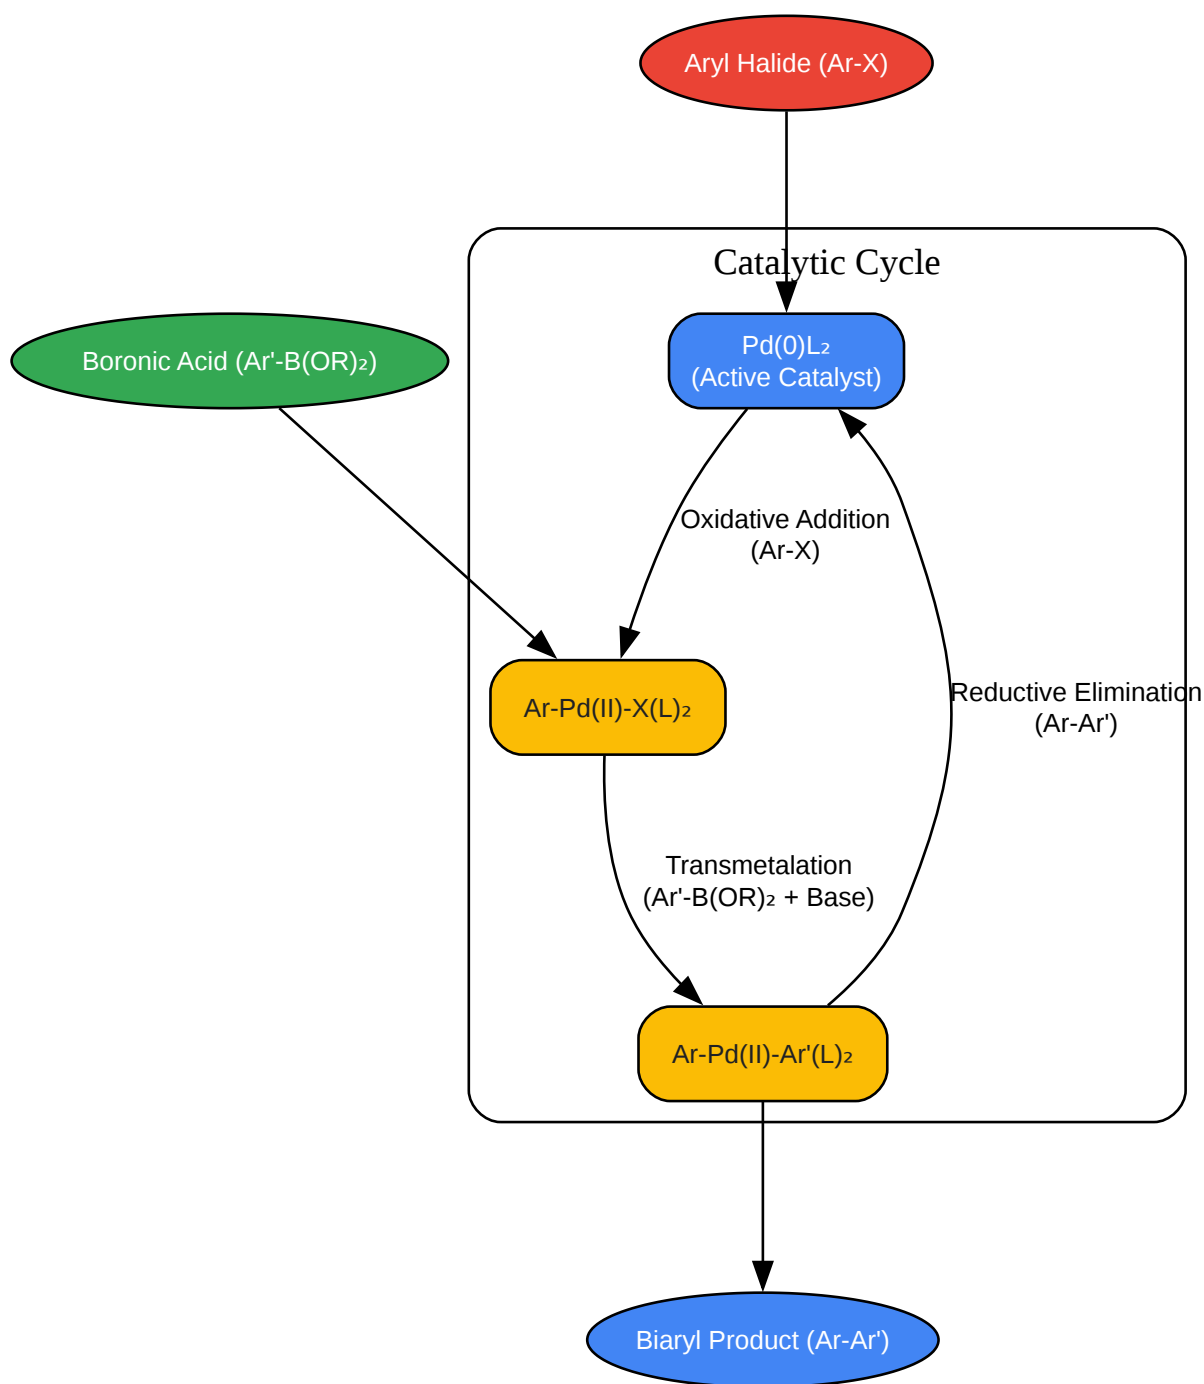 Aryl Halide (Ar-X)
Catalytic Cycle
Pd(0)L₂
(Active Catalyst)
Boronic Acid (Ar'-B(OR)₂)
Oxidative Addition
(Ar-X)
Reductive Elimination
(Ar-Ar')
Ar-Pd(II)-X(L)₂
Transmetalation
(Ar'-B(OR)₂ + Base)
Ar-Pd(II)-Ar'(L)₂
Biaryl Product (Ar-Ar')